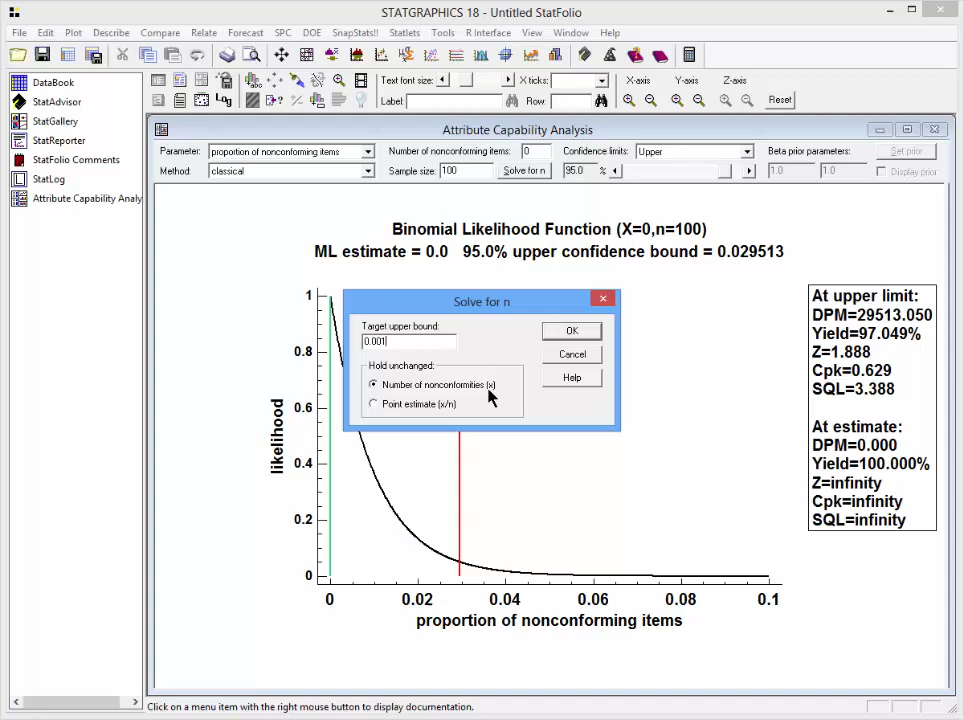 STATGRAPHICS 18 - Untitled StatFolio
File Edit Plot Describe Compare Relate Forecast SPC DOE SnapStats!! Statlets Tools R Interface View Window Help
Text font size: X ticks: X-axis Y-axis Z-axis
Log Label Row: Reset
DataBook
StatAdvisor
StatGallery
StatReporter
StatFolio Comments
StatLog
Attribute Capability Analy
Attribute Capability Analysis
Parameter: proportion of nonconforming items Number of nonconforming items: 0 Confidence limits: Upper Beta prior parameters: Set prior
Method: classical Sample size: 100 Solve for n 95.0 % 1.0 1.0 Display prior
Binomial Likelihood Function (X=0,n=100)
ML estimate = 0.0 95.0% upper confidence bound = 0.029513
likelihood
1
0.8
0.6
0.4
0.2
0
0 0.02 0.04 0.06 0.08 0.1
proportion of nonconforming items
Solve for n
Target upper bound:
0.001
Hold unchanged:
Number of nonconformities (x)
Point estimate (x/n)
OK
Cancel
Help
At upper limit:
DPM=29513.050
Yield=97.049%
Z=1.888
Cpk=0.629
SQL=3.388
At estimate:
DPM=0.000
Yield=100.000%
Z=infinity
Cpk=infinity
SQL=infinity
Click on a menu item with the right mouse button to display documentation.